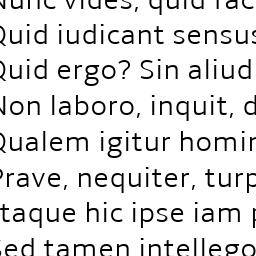 Nunc vides, quid fac
Quid iudicant sensus
Quid ergo? Sin aliud
Non laboro, inquit, d
Qualem igitur homin
Prave, nequiter, turp
Itaque hic ipse iam p
Sed tamen intellego